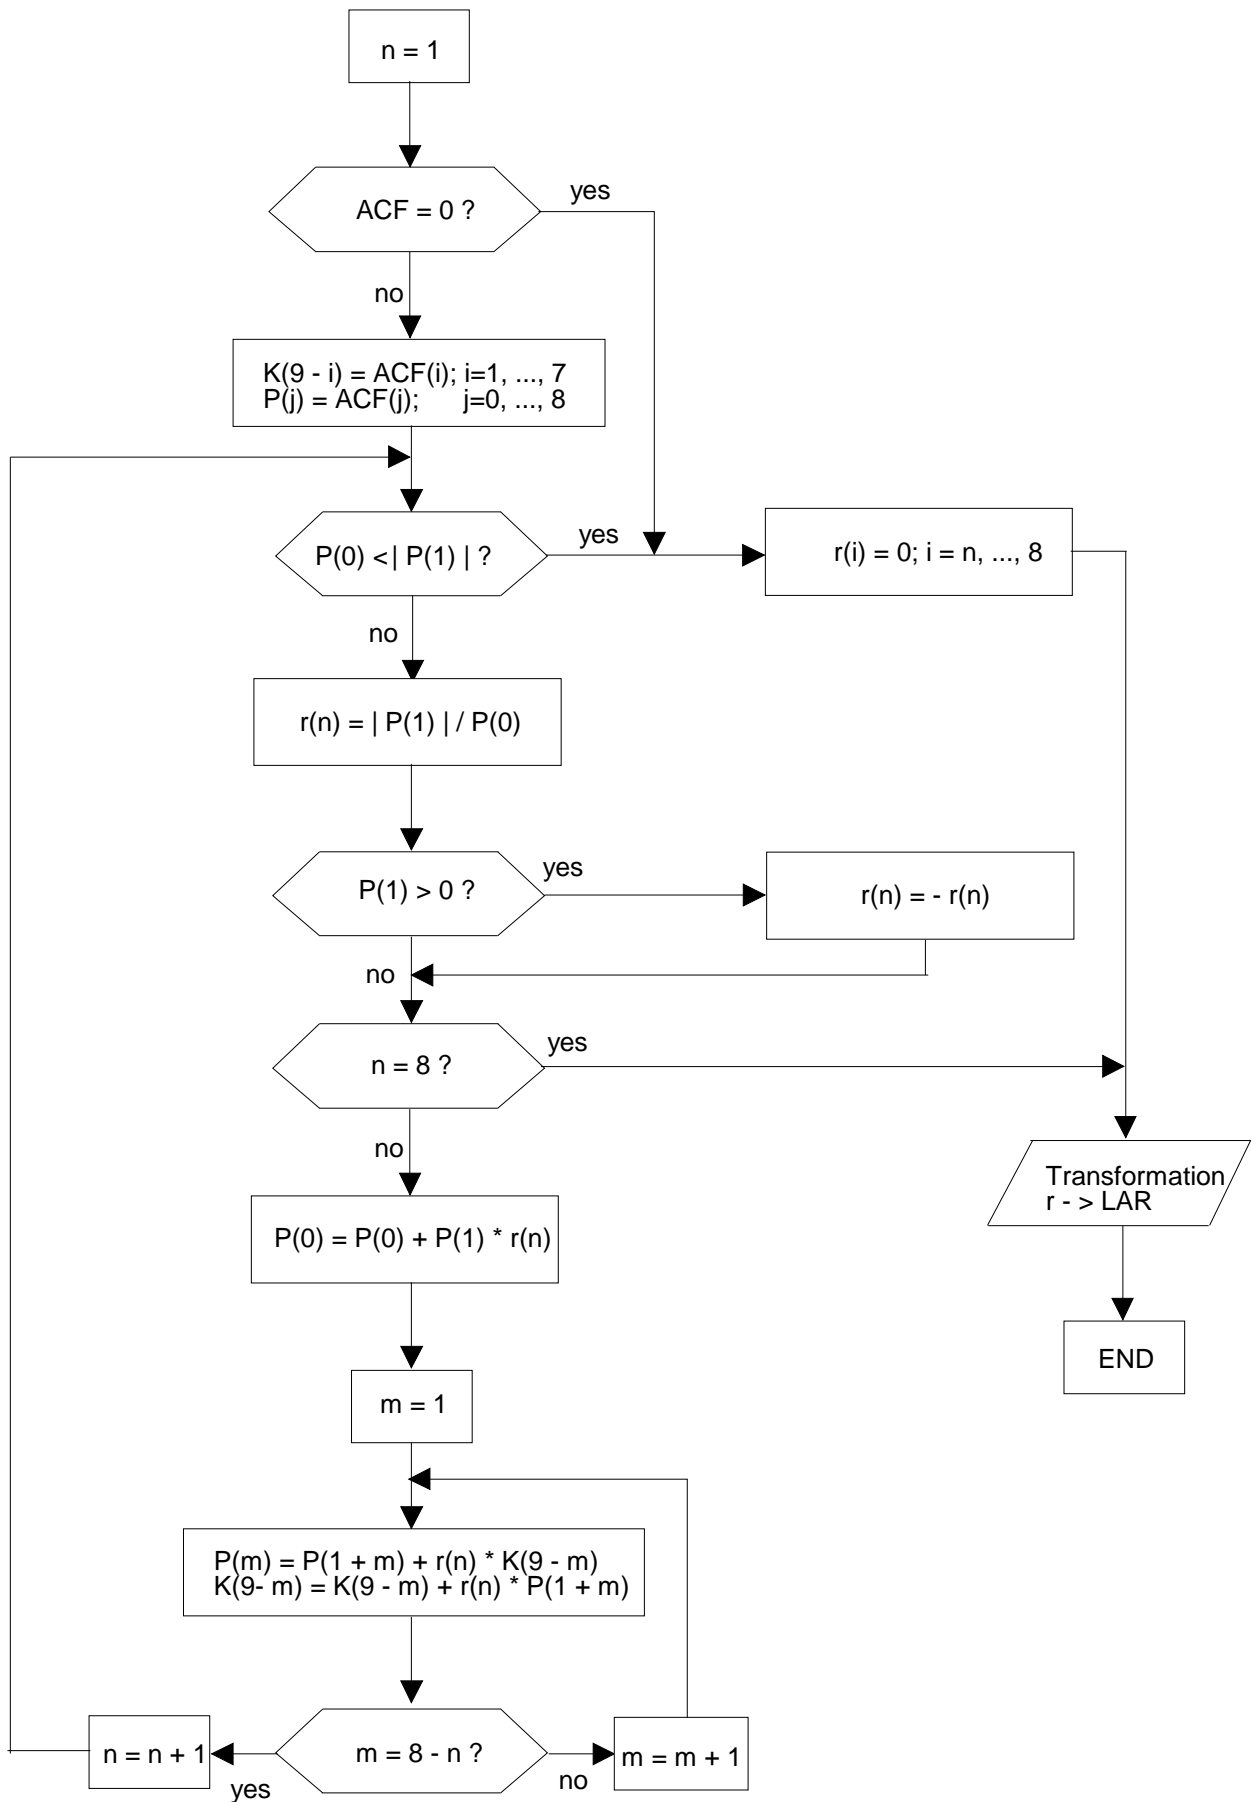 n = 1
ACF = 0 ?
yes
no
K(9 - i) = ACF(i); i=1, ..., 7
P(j) = ACF(j); j=0, ..., 8
P(0) <| P(1) | ?
yes
r(i) = 0; i = n, ..., 8
no
r(n) = | P(1) | / P(0)
P(1) > 0 ?
yes
r(n) = - r(n)
no
n = 8 ?
yes
no
Transformation
r - > LAR
P(0) = P(0) + P(1) * r(n)
END
m = 1
P(m) = P(1 + m) + r(n) * K(9 - m)
K(9- m) = K(9 - m) + r(n) * P(1 + m)
n = n + 1
yes
m = 8 - n ?
no
m = m + 1